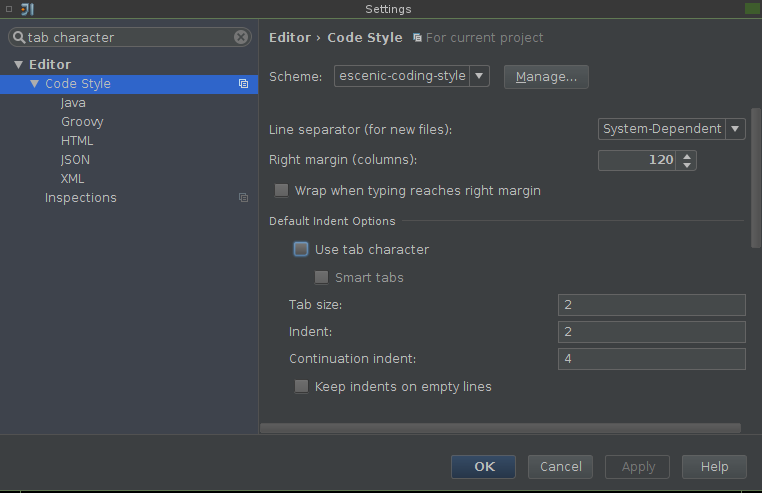 Settings
tab character
Editor
Code Style
Java
Groovy
HTML
JSON
XML
Inspections
Editor › Code Style For current project
Scheme: escenic-coding-style Manage...
Line separator (for new files): System-Dependent
Right margin (columns): 120
Wrap when typing reaches right margin
Default Indent Options
Use tab character
Smart tabs
Tab size: 2
Indent: 2
Continuation indent: 4
Keep indents on empty lines
OK Cancel Apply Help